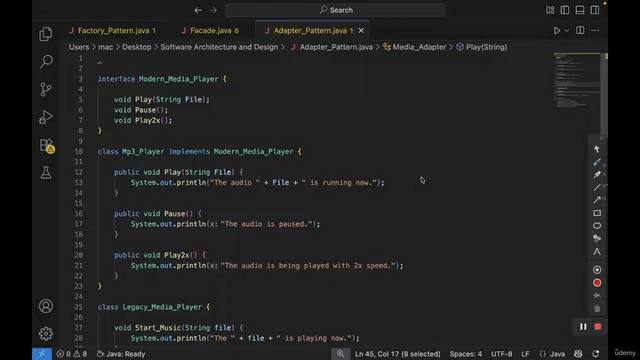 Search
Factory_Pattern.java 1
Facade.java 6
Adapter_Pattern.java 1
Users > mac > Desktop > Software Architecture and Design > Adapter_Pattern.java > Media_Adapter > Play(String)
1
2
3 interface Modern_Media_Player {
4
5 void Play(String File);
6 void Pause();
7 void Play2x();
8 }
9
10 class Mp3_Player implements Modern_Media_Player {
11
12 public void Play(String File) {
13 System.out.println("The audio " + File + " is running now.");
14 }
15
16 public void Pause() {
17 System.out.println(x: "The audio is paused.");
18 }
19
20 public void Play2x() {
21 System.out.println(x: "The audio is being played with 2x speed.");
22 }
23 }
24
25 class Legacy_Media_Player {
26
27 void Start_Music(String file) {
28 System.out.println("The " + file + " is playing now.");
0 8 Java: Ready
Ln 45, Col 17 (8 selected) Spaces: 4 UTF-8 LF Java
udemy